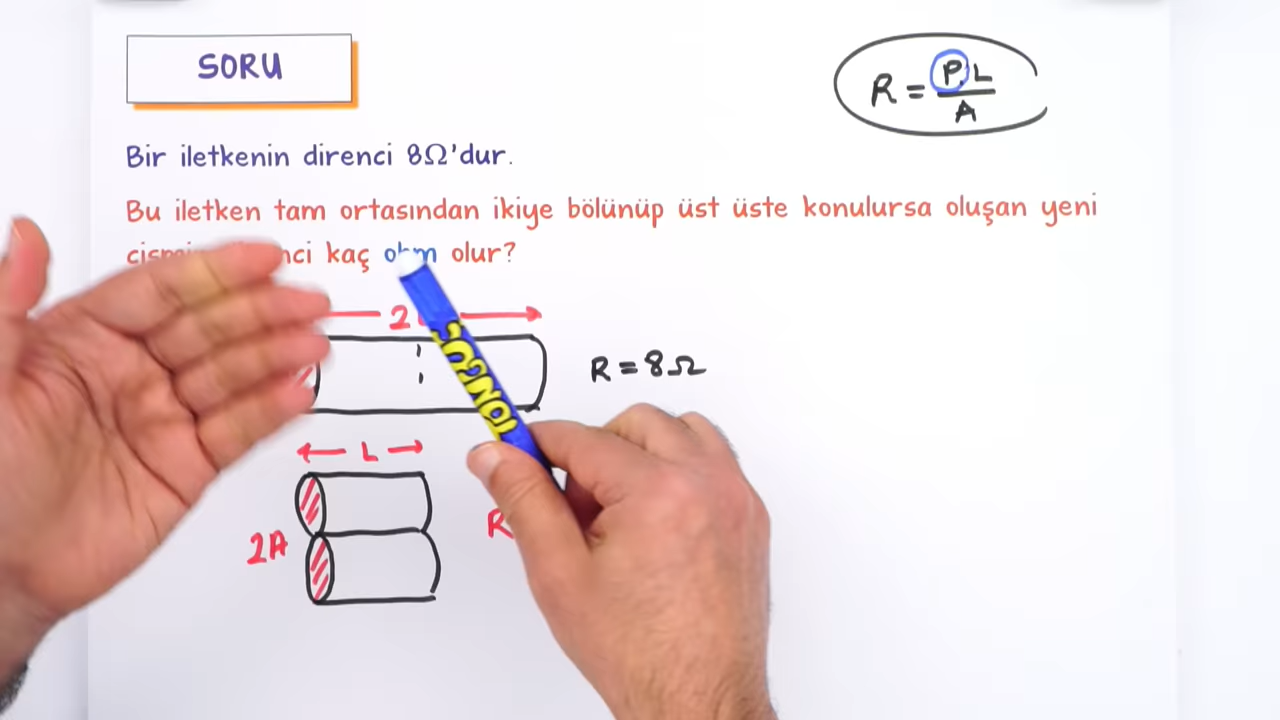 SORU
R = P.L
A
Bir iletkenin direnci 8Ω'dur.
Bu iletken tam ortasından ikiye bölünüp üst üste konulursa oluşan yeni
kaç ohm olur?
R = 8Ω
L
2A
R